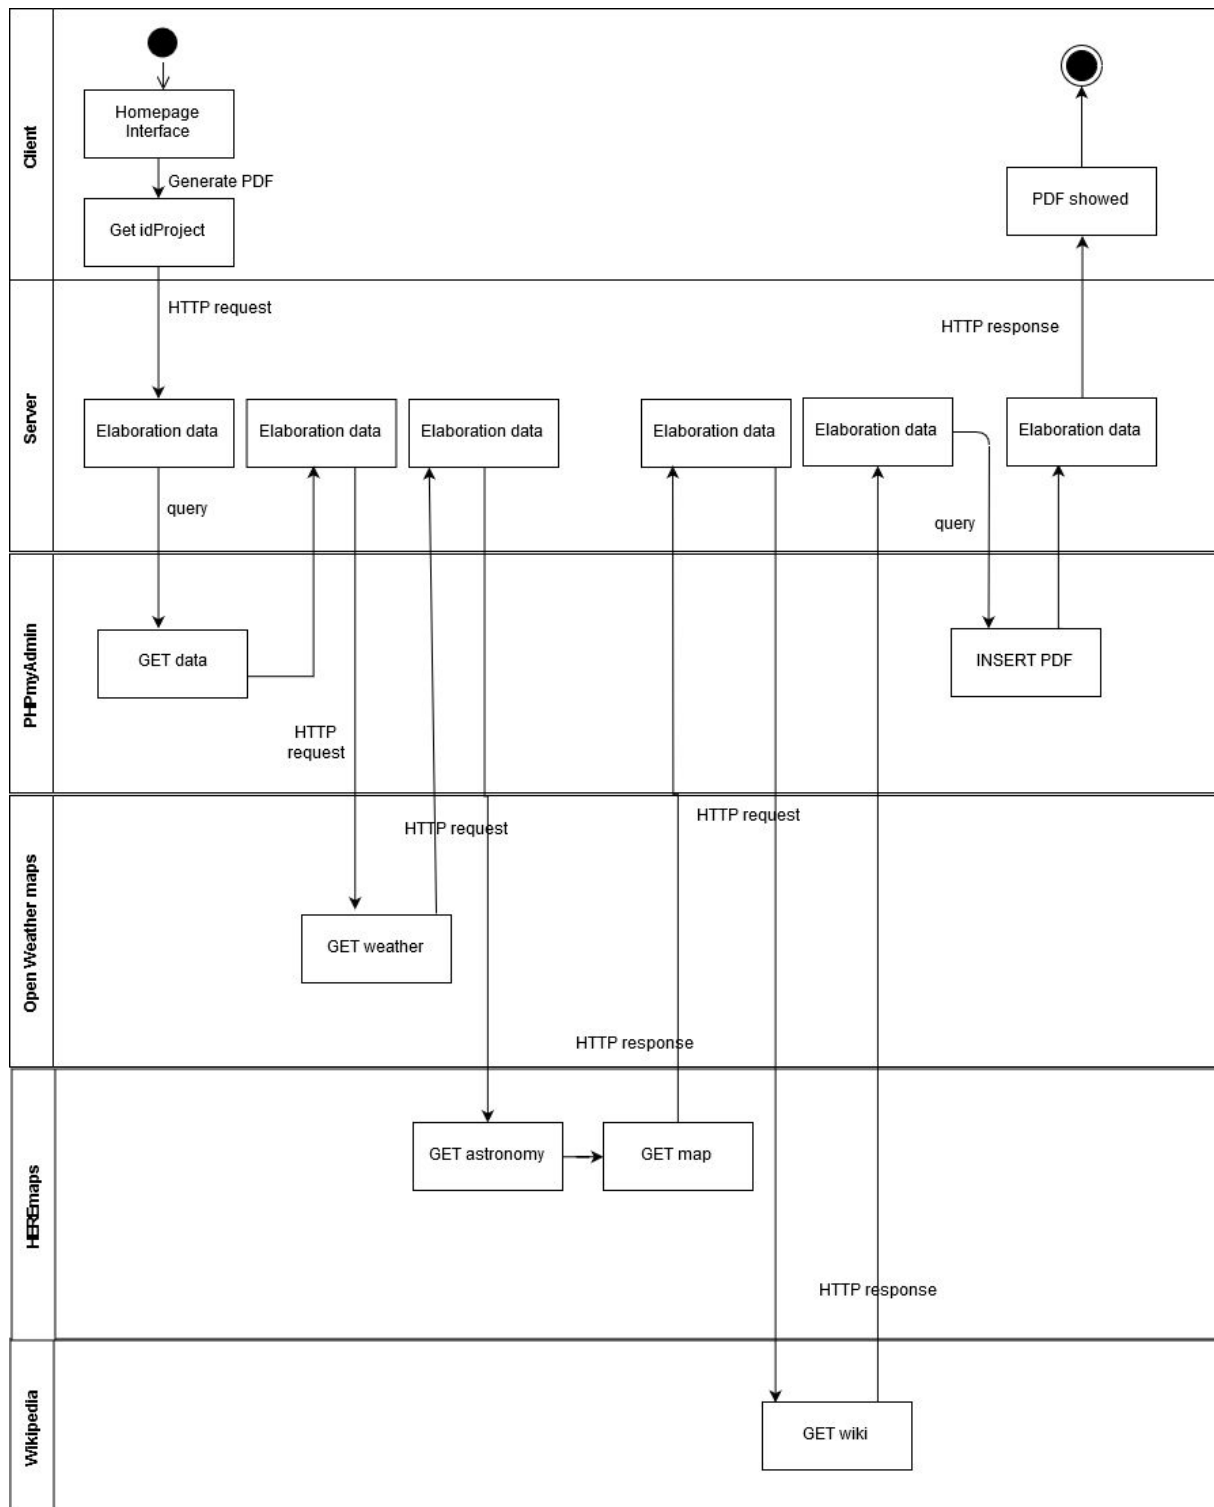 Client
Homepage
Interface
Generate PDF
Get idProject
PDF showed
Server
HTTP request
HTTP response
Elaboration data
Elaboration data
Elaboration data
Elaboration data
Elaboration data
Elaboration data
query
query
PHPmyAdmin
GET data
INSERT PDF
HTTP
request
Open Weather maps
HTTP request
HTTP request
GET weather
HTTP response
HEREmaps
GET astronomy
GET map
HTTP response
Wikipedia
GET wiki